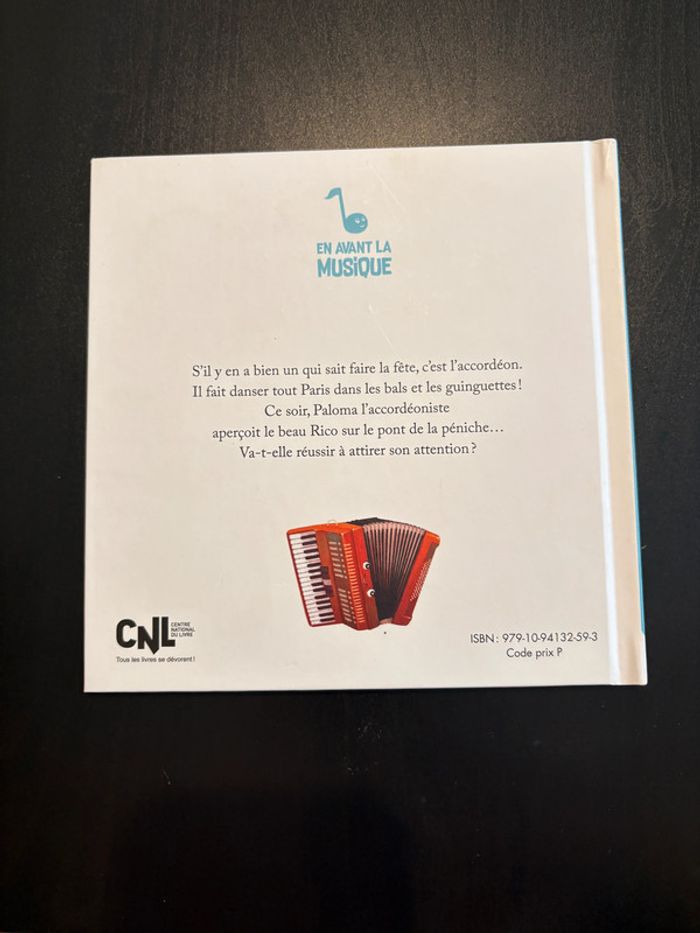 EN AVANT LA
MUSiQUE
S'il y en a bien un qui sait faire la fête, c'est l'accordéon.
Il fait danser tout Paris dans les bals et les guinguettes !
Ce soir, Paloma l'accordéoniste
aperçoit le beau Rico sur le pont de la péniche…
Va-t-elle réussir à attirer son attention ?
CNL
CENTRE
NATIONAL
DU LIVRE
Tous les livres se dévorent !
ISBN : 979-10-94132-59-3
Code prix P